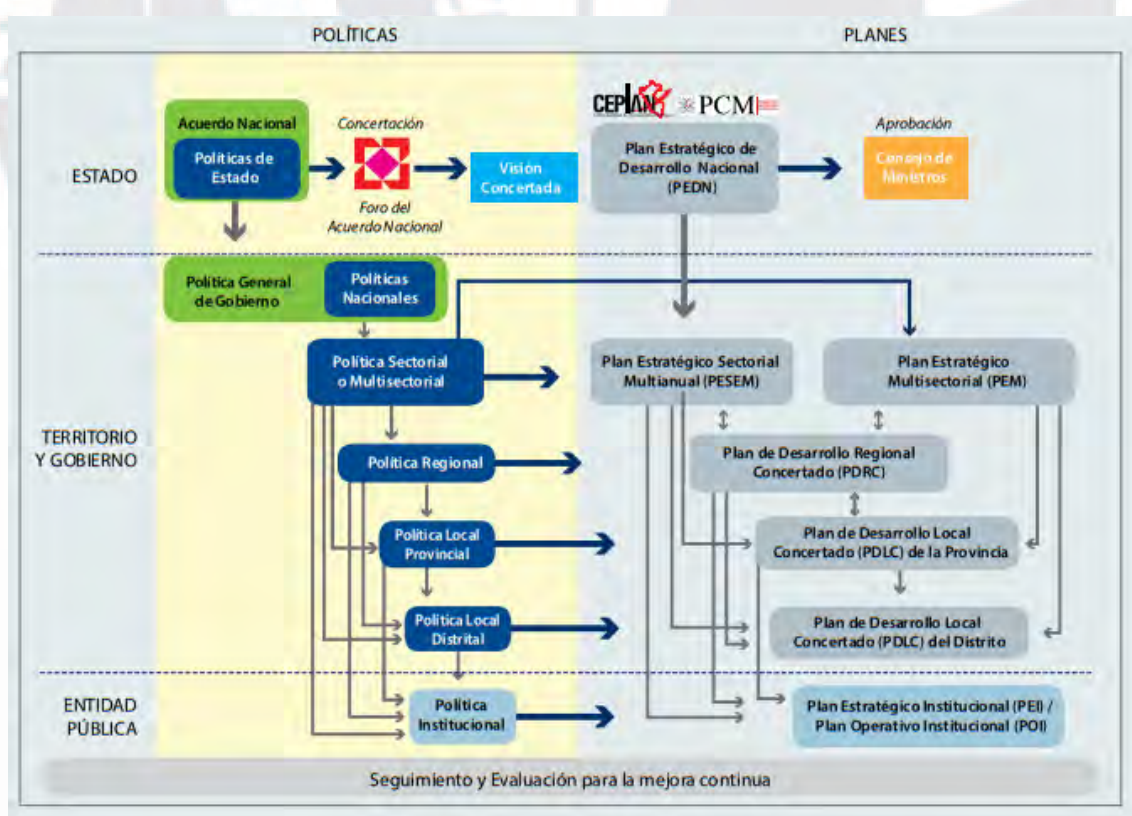 POLÍTICAS
PLANES
ESTADO
Acuerdo Nacional
Políticas de
Estado
Concertación
Foro del
Acuerdo Nacional
Visión
Concertada
CEPLAN
PCM
Plan Estratégico de
Desarrollo Nacional
(PEDN)
Aprobación
Consejo de
Ministros
TERRITORIO
Y GOBIERNO
Política General
de Gobierno
Políticas
Nacionales
Política Sectorial
o Multisectorial
Plan Estratégico Sectorial
Multianual (PESEM)
Plan Estratégico
Multisectorial (PEM)
Política Regional
Plan de Desarrollo Regional
Concertado (PDRC)
Política Local
Provincial
Plan de Desarrollo Local
Concertado (PDLC) de la Provincia
Política Local
Distrital
Plan de Desarrollo Local
Concertado (PDLC) del Distrito
ENTIDAD
PÚBLICA
Política
Institucional
Plan Estratégico Institucional (PEI) /
Plan Operativo Institucional (POI)
Seguimiento y Evaluación para la mejora continua